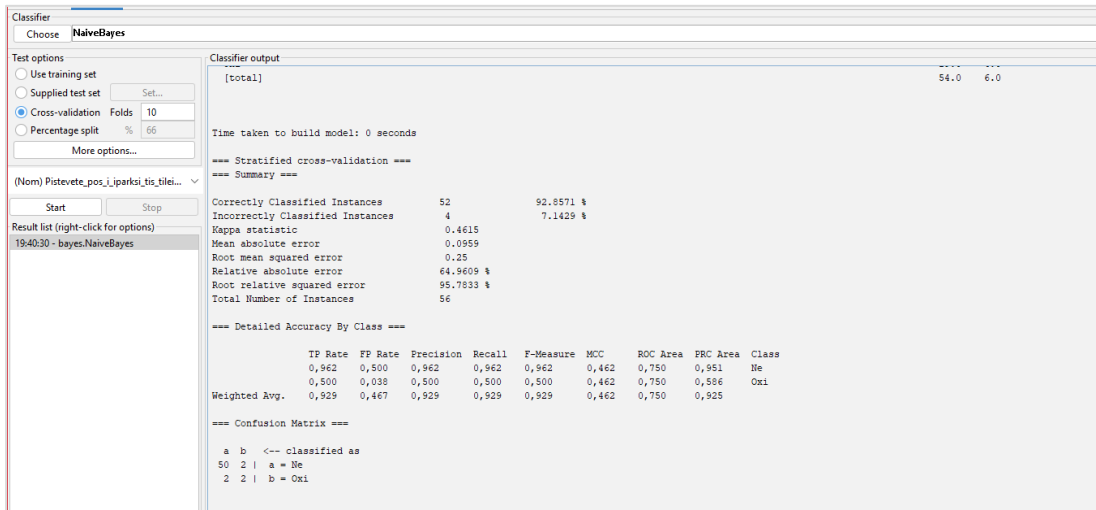 Classifier
Choose NaiveBayes
Test options
Use training set
Supplied test set Set...
Cross-validation Folds 10
Percentage split % 66
More options...
(Nom) Pistevete_pos_i_iparksi_tis_tilei...
Start Stop
Result list (right-click for options)
19:40:30 - bayes.NaiveBayes
Classifier output
[total] 54.0 6.0
Time taken to build model: 0 seconds
=== Stratified cross-validation ===
=== Summary ===
Correctly Classified Instances 52 92.8571 %
Incorrectly Classified Instances 4 7.1429 %
Kappa statistic 0.4615
Mean absolute error 0.0959
Root mean squared error 0.25
Relative absolute error 64.9609 %
Root relative squared error 95.7833 %
Total Number of Instances 56
=== Detailed Accuracy By Class ===
TP Rate FP Rate Precision Recall F-Measure MCC ROC Area PRC Area Class
0,962 0,500 0,962 0,962 0,962 0,462 0,750 0,951 Ne
0,500 0,038 0,500 0,500 0,500 0,462 0,750 0,586 Oxi
Weighted Avg. 0,929 0,467 0,929 0,929 0,929 0,462 0,750 0,925
=== Confusion Matrix ===
a b <-- classified as
50 2 | a = Ne
2 2 | b = Oxi